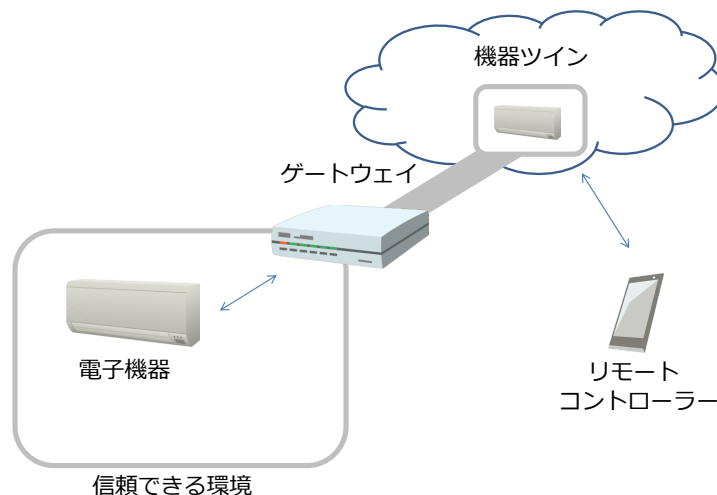 機器ツイン
ゲートウェイ
電子機器
リモート
コントローラー
信頼できる環境